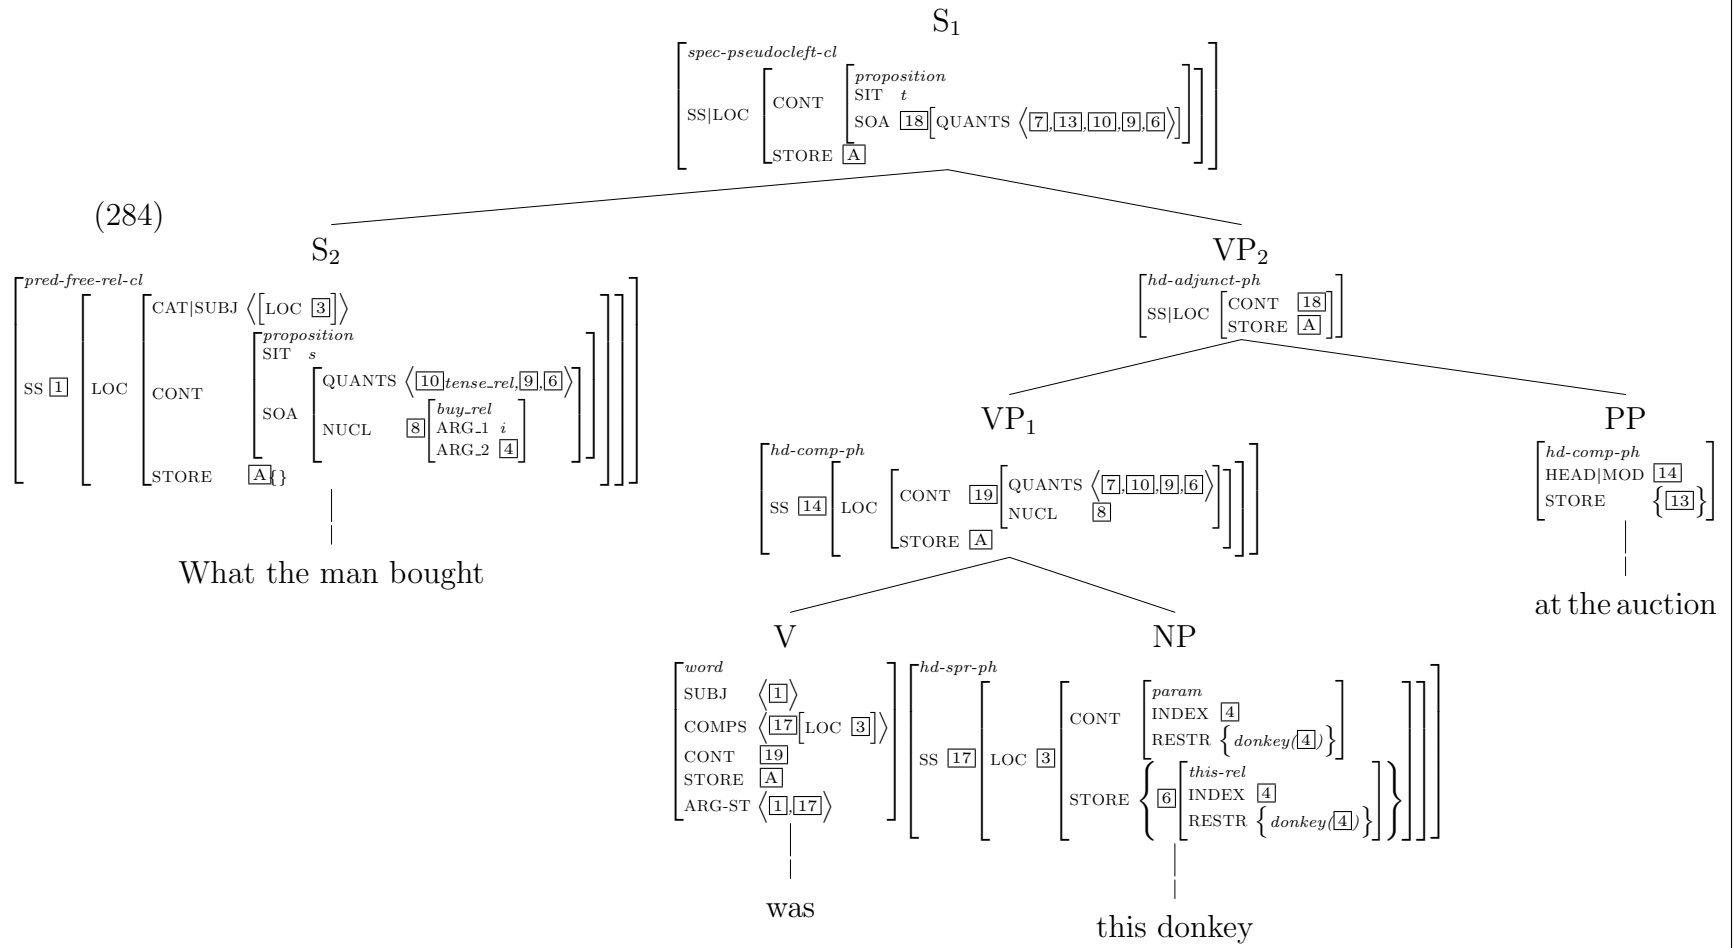 S1
spec-pseudocleft-cl
SS|LOC
CONT
proposition
SIT t
SOA 18 [QUANTS ⟨7,13,10,9,6⟩]
STORE A
(284)
S2
pred-free-rel-cl
SS 1
LOC
CAT|SUBJ ⟨[LOC 3]⟩
CONT
proposition
SIT s
SOA
QUANTS ⟨10 tense_rel,9,6⟩
NUCL 8
buy_rel
ARG_1 i
ARG_2 4
STORE A{}
What the man bought
VP2
hd-adjunct-ph
SS|LOC
CONT 18
STORE A
VP1
hd-comp-ph
SS 14
LOC
CONT 19
QUANTS ⟨7,10,9,6⟩
NUCL 8
STORE A
PP
hd-comp-ph
HEAD|MOD 14
STORE {13}
at the auction
V
word
SUBJ ⟨1⟩
COMPS ⟨17[LOC 3]⟩
CONT 19
STORE A
ARG-ST ⟨1,17⟩
was
NP
hd-spr-ph
SS 17
LOC 3
CONT
param
INDEX 4
RESTR {donkey(4)}
STORE
6
this-rel
INDEX 4
RESTR {donkey(4)}
this donkey